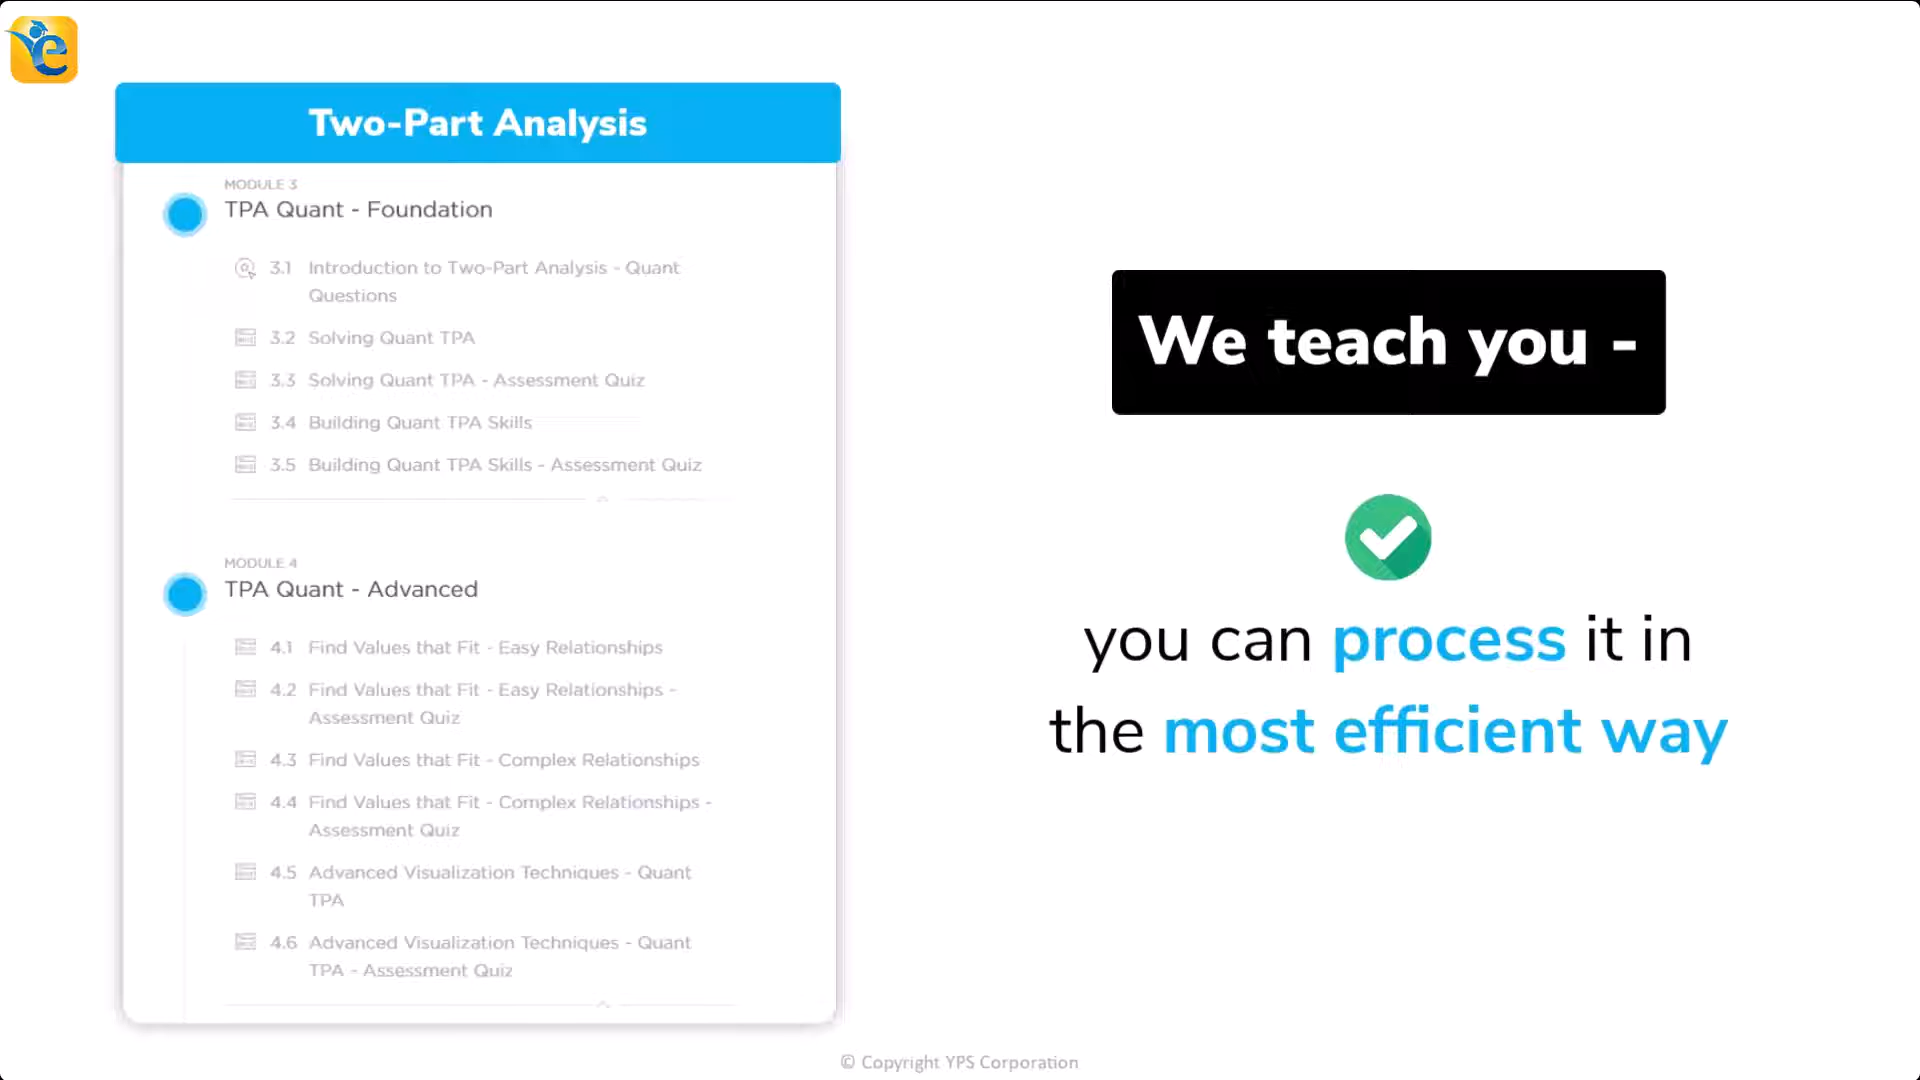 Two-Part Analysis
MODULE 3
TPA Quant - Foundation
3.1 Introduction to Two-Part Analysis - Quant
Questions
3.2 Solving Quant TPA
3.3 Solving Quant TPA - Assessment Quiz
3.4 Building Quant TPA Skills
3.5 Building Quant TPA Skills - Assessment Quiz
MODULE 4
TPA Quant - Advanced
4.1 Find Values that Fit - Easy Relationships
4.2 Find Values that Fit - Easy Relationships -
Assessment Quiz
4.3 Find Values that Fit - Complex Relationships
4.4 Find Values that Fit - Complex Relationships -
Assessment Quiz
4.5 Advanced Visualization Techniques - Quant
TPA
4.6 Advanced Visualization Techniques - Quant
TPA - Assessment Quiz
We teach you -
you can process it in
the most efficient way
© Copyright YPS Corporation